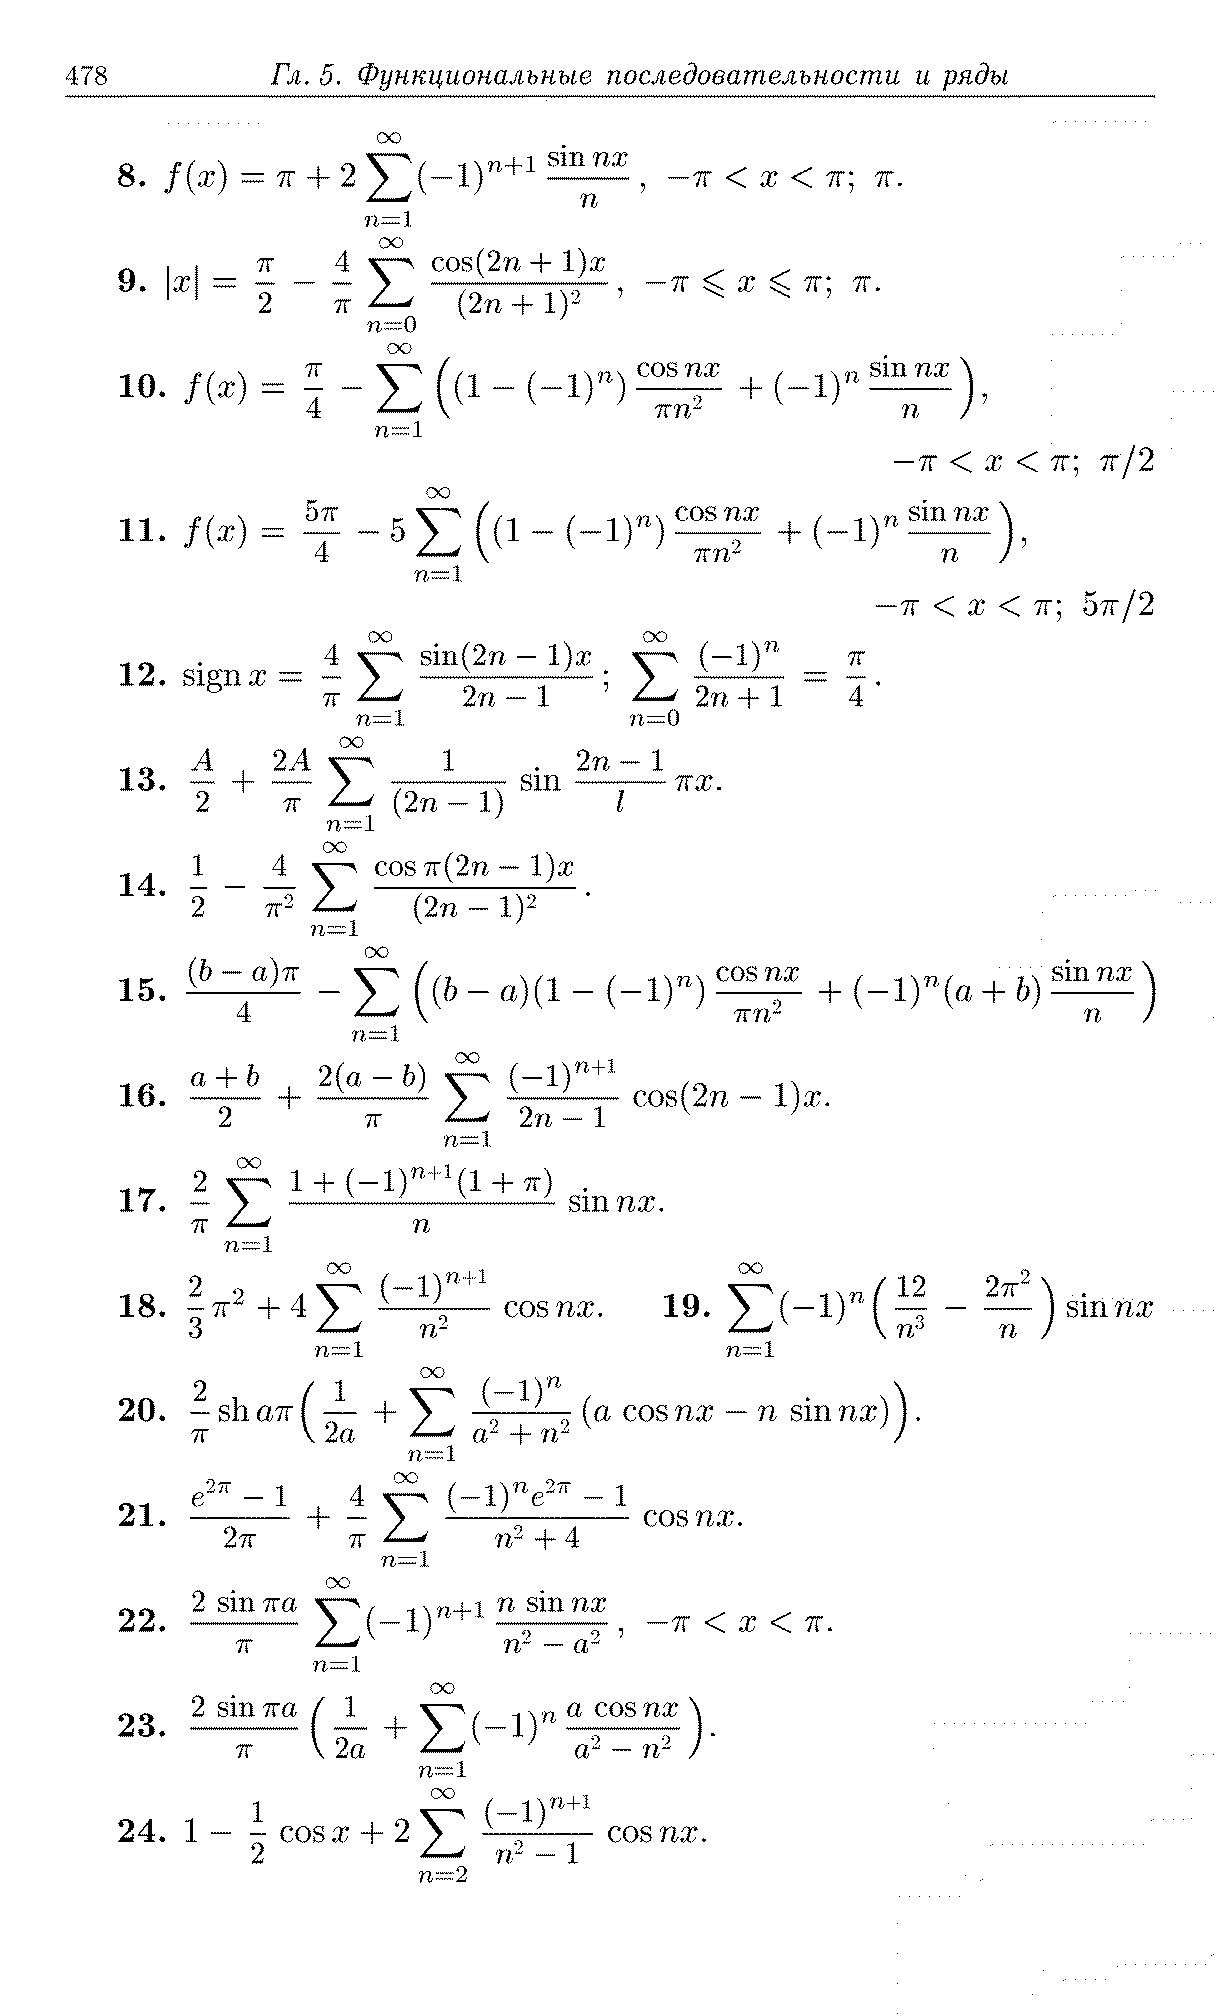 478 Гл. 5. Функциональные последовательности и ряды
8. $f(x) = \pi + 2 \sum_{n=1}^{\infty} (-1)^{n+1} \frac{\sin nx}{n}, \ -\pi < x < \pi; \ \pi.$
9. $|x| = \frac{\pi}{2} - \frac{4}{\pi} \sum_{n=0}^{\infty} \frac{\cos(2n+1)x}{(2n+1)^2}, \ -\pi \leqslant x \leqslant \pi; \ \pi.$
10. $f(x) = \frac{\pi}{4} - \sum_{n=1}^{\infty} \left( (1-(-1)^n) \frac{\cos nx}{\pi n^2} + (-1)^n \frac{\sin nx}{n} \right),$
$-\pi < x < \pi; \ \pi/2$
11. $f(x) = \frac{5\pi}{4} - 5 \sum_{n=1}^{\infty} \left( (1-(-1)^n) \frac{\cos nx}{\pi n^2} + (-1)^n \frac{\sin nx}{n} \right),$
$-\pi < x < \pi; \ 5\pi/2$
12. $\operatorname{sign} x = \frac{4}{\pi} \sum_{n=1}^{\infty} \frac{\sin(2n-1)x}{2n-1}; \ \sum_{n=0}^{\infty} \frac{(-1)^n}{2n+1} = \frac{\pi}{4}.$
13. $\frac{A}{2} + \frac{2A}{\pi} \sum_{n=1}^{\infty} \frac{1}{(2n-1)} \sin \frac{2n-1}{l} \pi x.$
14. $\frac{1}{2} - \frac{4}{\pi^2} \sum_{n=1}^{\infty} \frac{\cos \pi(2n-1)x}{(2n-1)^2}.$
15. $\frac{(b-a)\pi}{4} - \sum_{n=1}^{\infty} \left( (b-a)(1-(-1)^n) \frac{\cos nx}{\pi n^2} + (-1)^n (a+b) \frac{\sin nx}{n} \right)$
16. $\frac{a+b}{2} + \frac{2(a-b)}{\pi} \sum_{n=1}^{\infty} \frac{(-1)^{n+1}}{2n-1} \cos(2n-1)x.$
17. $\frac{2}{\pi} \sum_{n=1}^{\infty} \frac{1+(-1)^{n+1}(1+\pi)}{n} \sin nx.$
18. $\frac{2}{3} \pi^2 + 4 \sum_{n=1}^{\infty} \frac{(-1)^{n+1}}{n^2} \cos nx.$ 19. $\sum_{n=1}^{\infty} (-1)^n \left( \frac{12}{n^3} - \frac{2\pi^2}{n} \right) \sin nx$
20. $\frac{2}{\pi} \operatorname{sh} a\pi \left( \frac{1}{2a} + \sum_{n=1}^{\infty} \frac{(-1)^n}{a^2+n^2} (a \cos nx - n \sin nx) \right).$
21. $\frac{e^{2\pi}-1}{2\pi} + \frac{4}{\pi} \sum_{n=1}^{\infty} \frac{(-1)^n e^{2\pi}-1}{n^2+4} \cos nx.$
22. $\frac{2 \sin \pi a}{\pi} \sum_{n=1}^{\infty} (-1)^{n+1} \frac{n \sin nx}{n^2-a^2}, \ -\pi < x < \pi.$
23. $\frac{2 \sin \pi a}{\pi} \left( \frac{1}{2a} + \sum_{n=1}^{\infty} (-1)^n \frac{a \cos nx}{a^2-n^2} \right).$
24. $1 - \frac{1}{2} \cos x + 2 \sum_{n=2}^{\infty} \frac{(-1)^{n+1}}{n^2-1} \cos nx.$